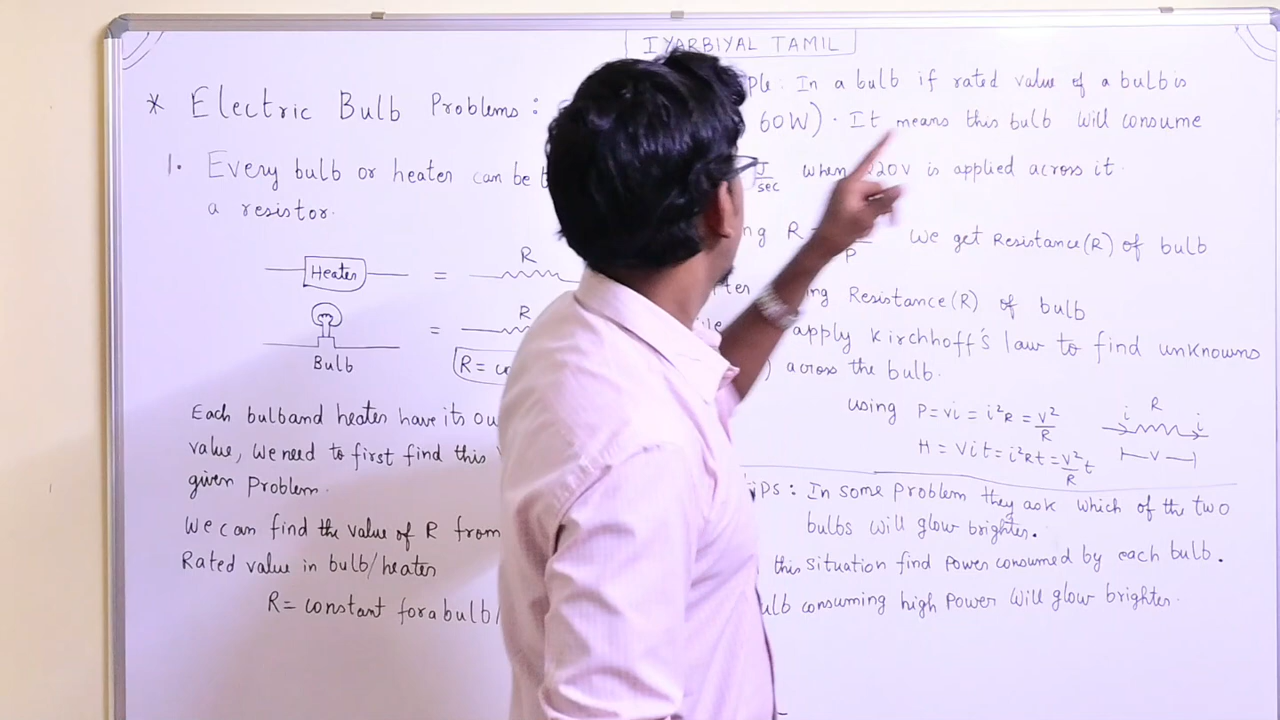 IYARBIYAL TAMIL
* Electric Bulb Problems :
1. Every bulb or heater can be
a resistor.
Heater = R
Bulb = R
R =
Each bulb and heater have its
value, We need to first find this
given problem.
We can find the value of R from
Rated value in bulb/heater
R = constant for a bulb/
: In a bulb if rated value of a bulb is
60W) . It means this bulb will consume
J/sec when 220V is applied across it.
R P We get Resistance(R) of bulb
Resistance(R) of bulb
apply Kirchhoff's law to find unknowns
) across the bulb.
using P = Vi = i²R = V²/R
i R i
H = Vit = i²Rt = V²/R t
V
: In some problem they ask which of the two
bulbs will glow brighter.
this situation find power consumed by each bulb.
consuming high power will glow brighter.